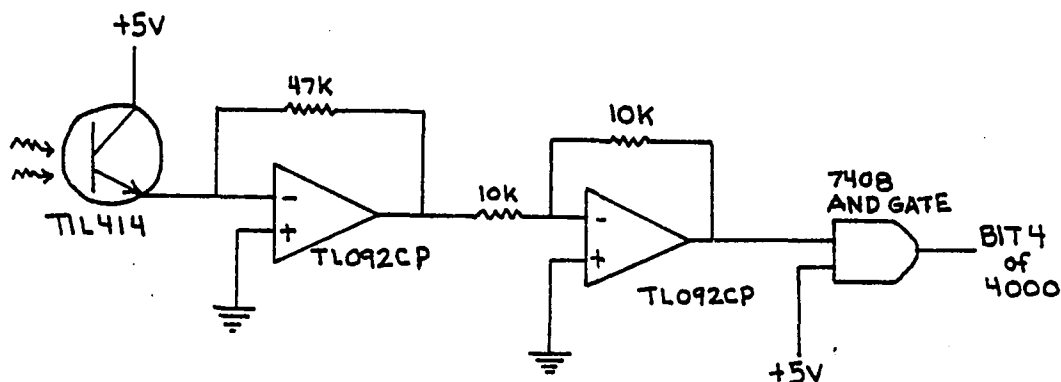 +5V
47K
TIL414
-
+
TL092CP
10K
10K
-
+
TL092CP
7408
AND GATE
+5V
BIT 4
of
4000